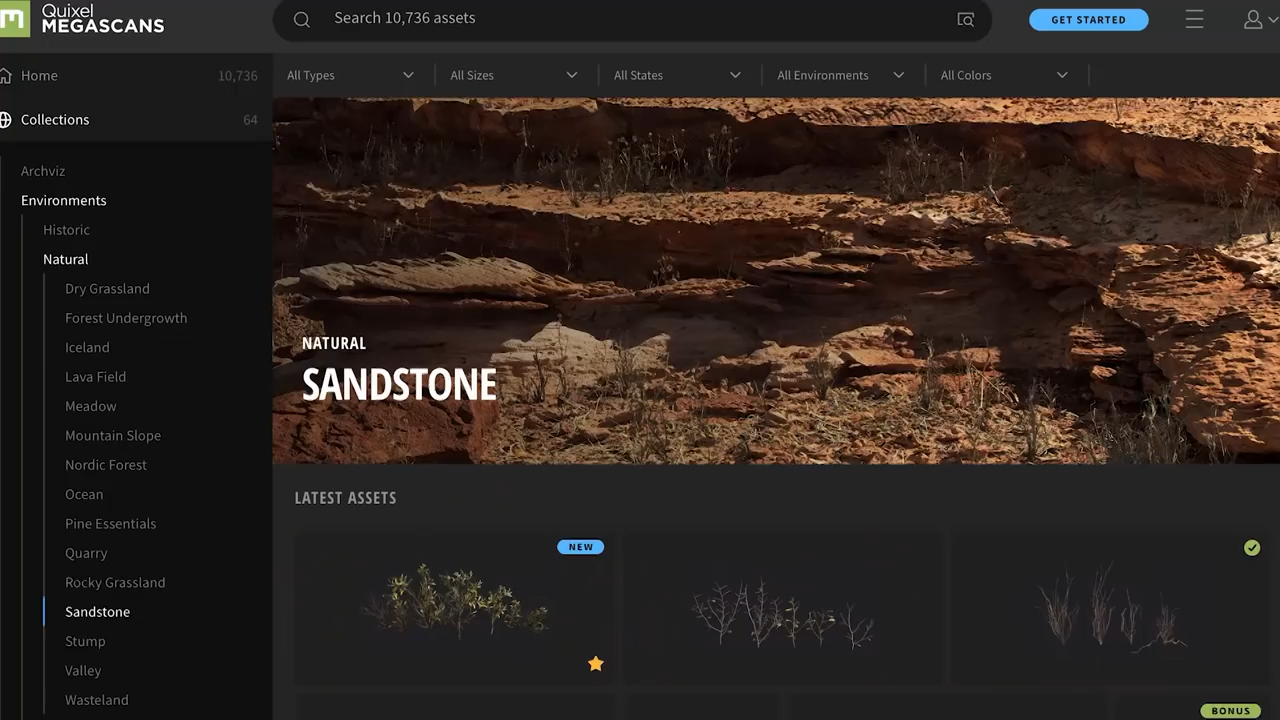 Quixel
MEGASCANS
Search 10,736 assets
GET STARTED
Home 10,736
Collections 64
All Types
All Sizes
All States
All Environments
All Colors
Archviz
Environments
Historic
Natural
Dry Grassland
Forest Undergrowth
Iceland
Lava Field
Meadow
Mountain Slope
Nordic Forest
Ocean
Pine Essentials
Quarry
Rocky Grassland
Sandstone
Stump
Valley
Wasteland
NATURAL
SANDSTONE
LATEST ASSETS
NEW
BONUS